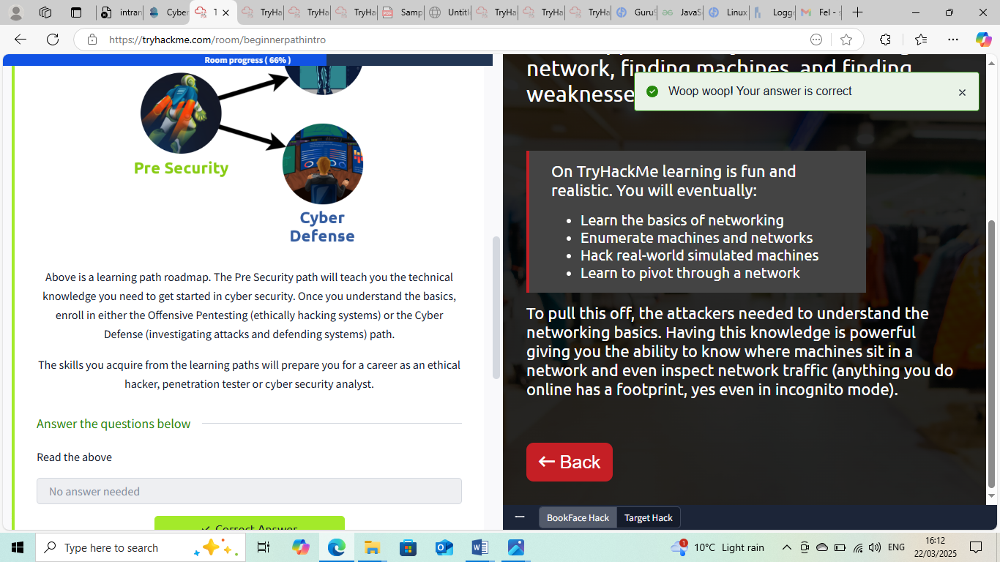 intran
Cyber
T
TryHa
TryHa
TryHa
Samp
Untitl
TryHa
TryHa
TryHa
GuruS
JavaS
Linux
Logge
Fel - s
https://tryhackme.com/room/beginnerpathintro
Room progress ( 66% )
Pre Security
Cyber
Defense
Above is a learning path roadmap. The Pre Security path will teach you the technical
knowledge you need to get started in cyber security. Once you understand the basics,
enroll in either the Offensive Pentesting (ethically hacking systems) or the Cyber
Defense (investigating attacks and defending systems) path.
The skills you acquire from the learning paths will prepare you for a career as an ethical
hacker, penetration tester or cyber security analyst.
Answer the questions below
Read the above
No answer needed
Correct Answer
network, finding machines, and finding
weaknesse
Woop woop! Your answer is correct
On TryHackMe learning is fun and
realistic. You will eventually:
• Learn the basics of networking
• Enumerate machines and networks
• Hack real-world simulated machines
• Learn to pivot through a network
To pull this off, the attackers needed to understand the
networking basics. Having this knowledge is powerful
giving you the ability to know where machines sit in a
network and even inspect network traffic (anything you do
online has a footprint, yes even in incognito mode).
← Back
BookFace Hack
Target Hack
Type here to search
1
10°C Light rain
ENG
16:12
22/03/2025